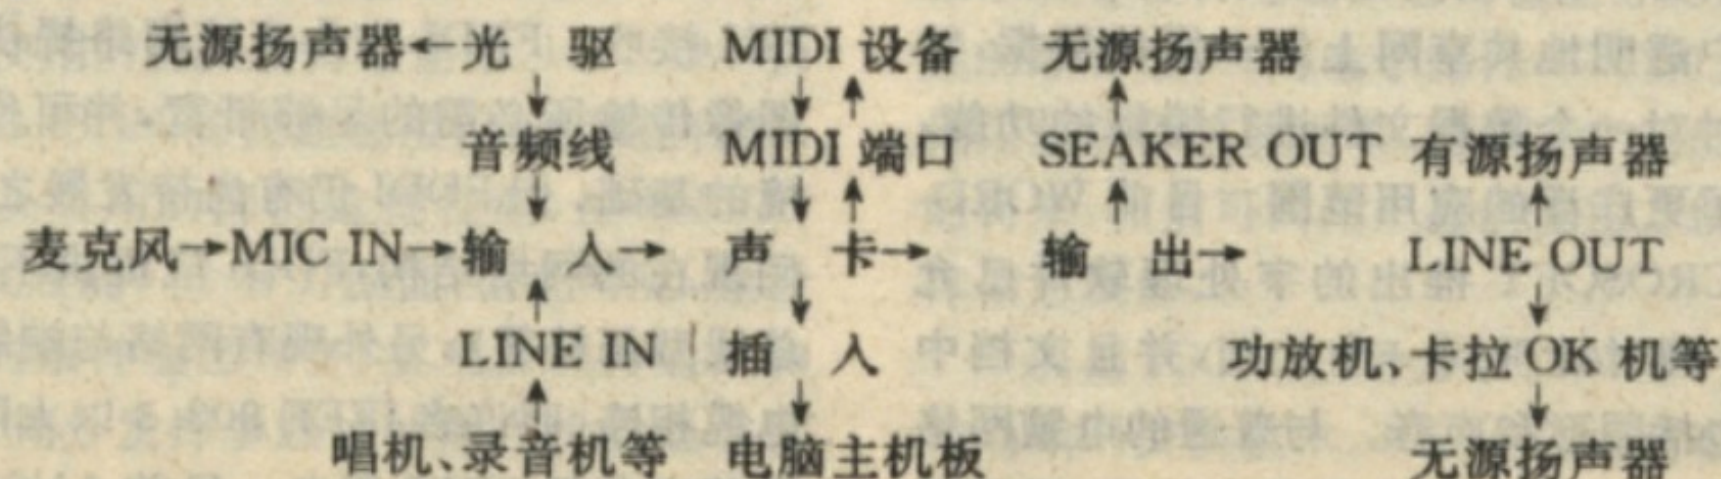 无源扬声器←光 驱 MIDI 设备 无源扬声器
音频线 MIDI 端口 SEAKER OUT 有源扬声器
麦克风→MIC IN→输 入→ 声 卡→ 输 出→ LINE OUT
LINE IN 插 入 功放机、卡拉 OK 机等
唱机、录音机等 电脑主机板 无源扬声器